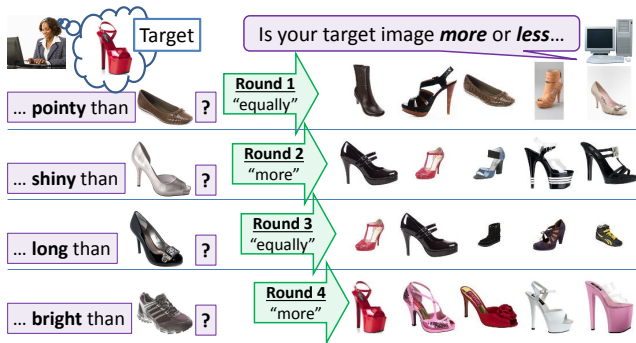 Target
Is your target image more or less…
… pointy than
?
Round 1
“equally”
… shiny than
?
Round 2
“more”
… long than
?
Round 3
“equally”
… bright than
?
Round 4
“more”